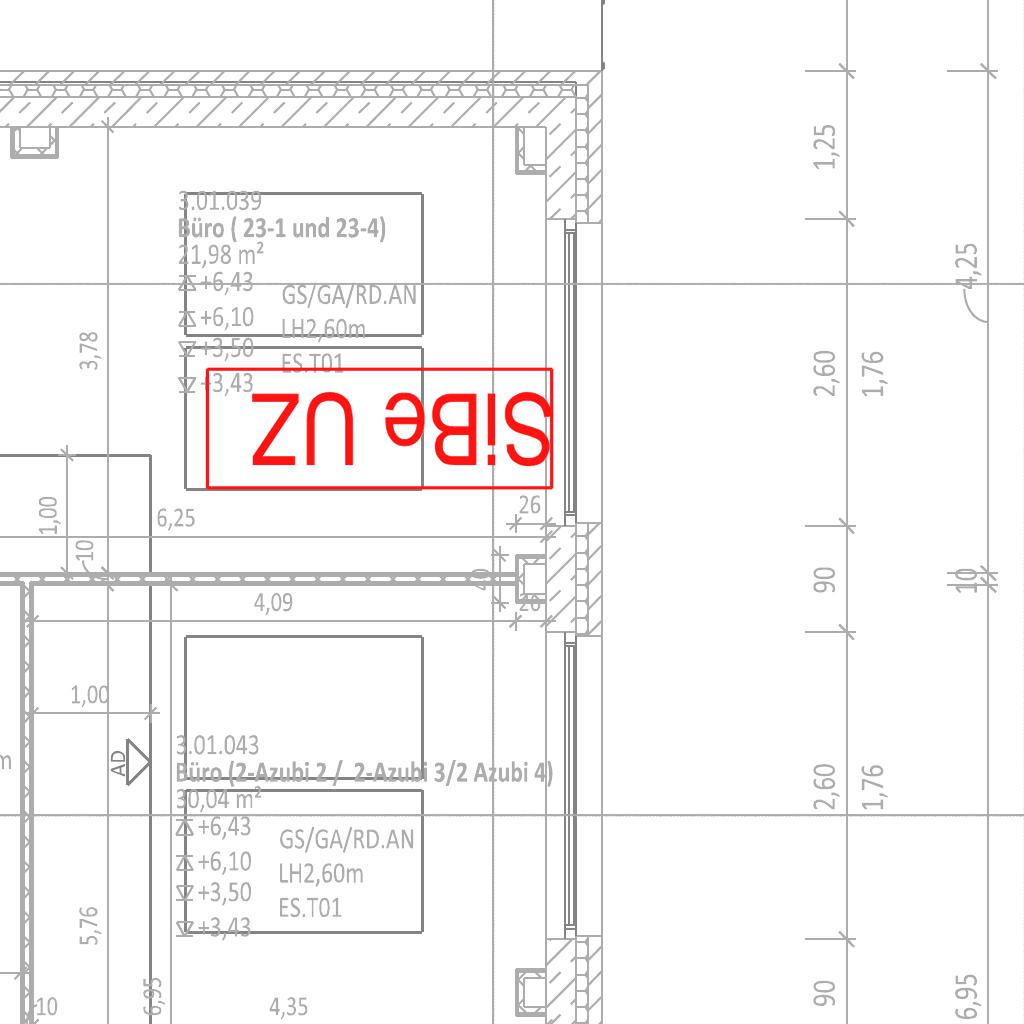 3.01.039
Büro ( 23-1 und 23-4)
21,98 m²
+6,43
+6,10
+3,50
+3,43
GS/GA/RD.AN
LH2,60m
ES.T01
SiBe UZ
3,78
1,00
10
6,25
26
40
4,09
26
1,00
AD
m
3.01.043
Büro (2-Azubi 2 / 2-Azubi 3/2 Azubi 4)
30,04 m²
+6,43
+6,10
+3,50
+3,43
GS/GA/RD.AN
LH2,60m
ES.T01
5,76
6,95
10
4,35
1,25
2,60
1,76
90
2,60
1,76
90
4,25
10
6,95